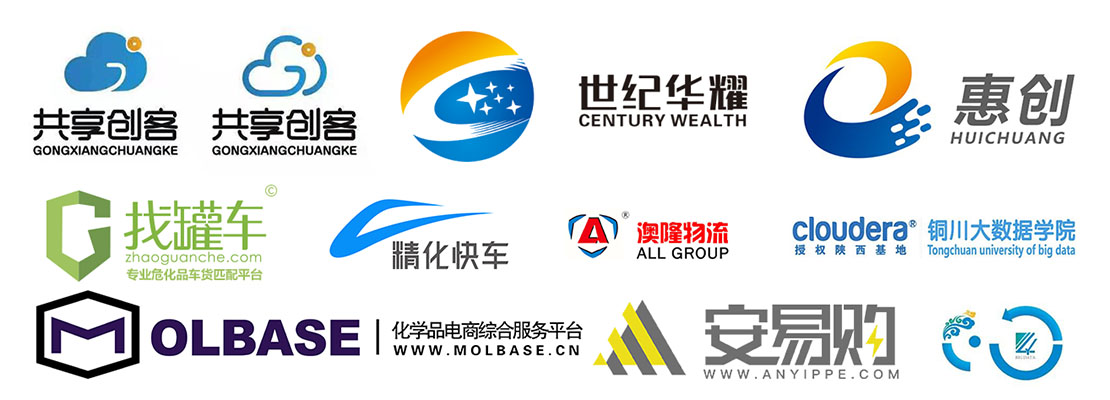 共享创客
GONGXIANGCHUANGKE
共享创客
GONGXIANGCHUANGKE
世纪华耀
CENTURY WEALTH
惠创
HUICHUANG
©
找罐车
zhaoguanche.com
专业危化品车货匹配平台
精化快车
®
澳隆物流
ALL GROUP
cloudera®
授权陕西基地
铜川大数据学院
Tongchuan university of big data
MOLBASE
化学品电商综合服务平台
WWW.MOLBASE.CN
安易购
WWW.ANYIPPE.COM